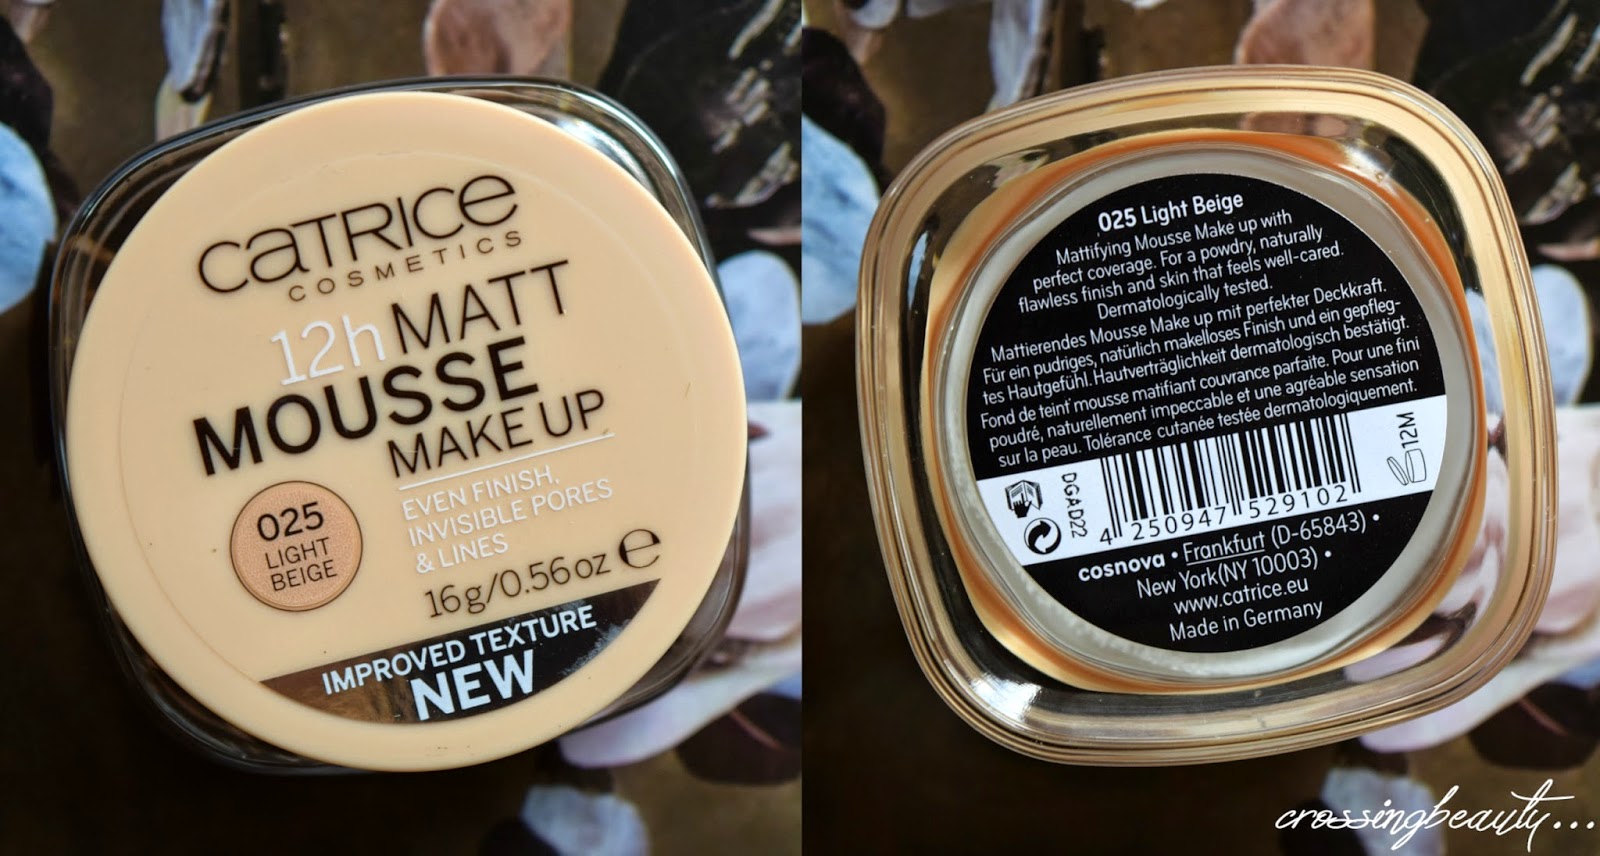 CATRICE
COSMETICS
12h MATT
MOUSSE
MAKE UP
EVEN FINISH,
INVISIBLE PORES
& LINES
025
LIGHT
BEIGE
16g/0.56oz ℮
IMPROVED TEXTURE
NEW
025 Light Beige
Mattifying Mousse Make up with
perfect coverage. For a powdry, naturally
flawless finish and skin that feels well-cared.
Dermatologically tested.
Mattierendes Mousse Make up mit perfekter Deckkraft.
Für ein pudriges, natürlich makelloses Finish und ein gepfleg-
tes Hautgefühl. Hautverträglichkeit dermatologisch bestätigt.
Fond de teint mousse matifiant couvrance parfaite. Pour une fini
poudré, naturellement impeccable et une agréable sensation
sur la peau. Tolérance cutanée testée dermatologiquement.
DGAD22
12M
4 250947 529102
cosnova • Frankfurt (D-65843) •
New York(NY 10003) •
www.catrice.eu
Made in Germany
crossingbeauty...